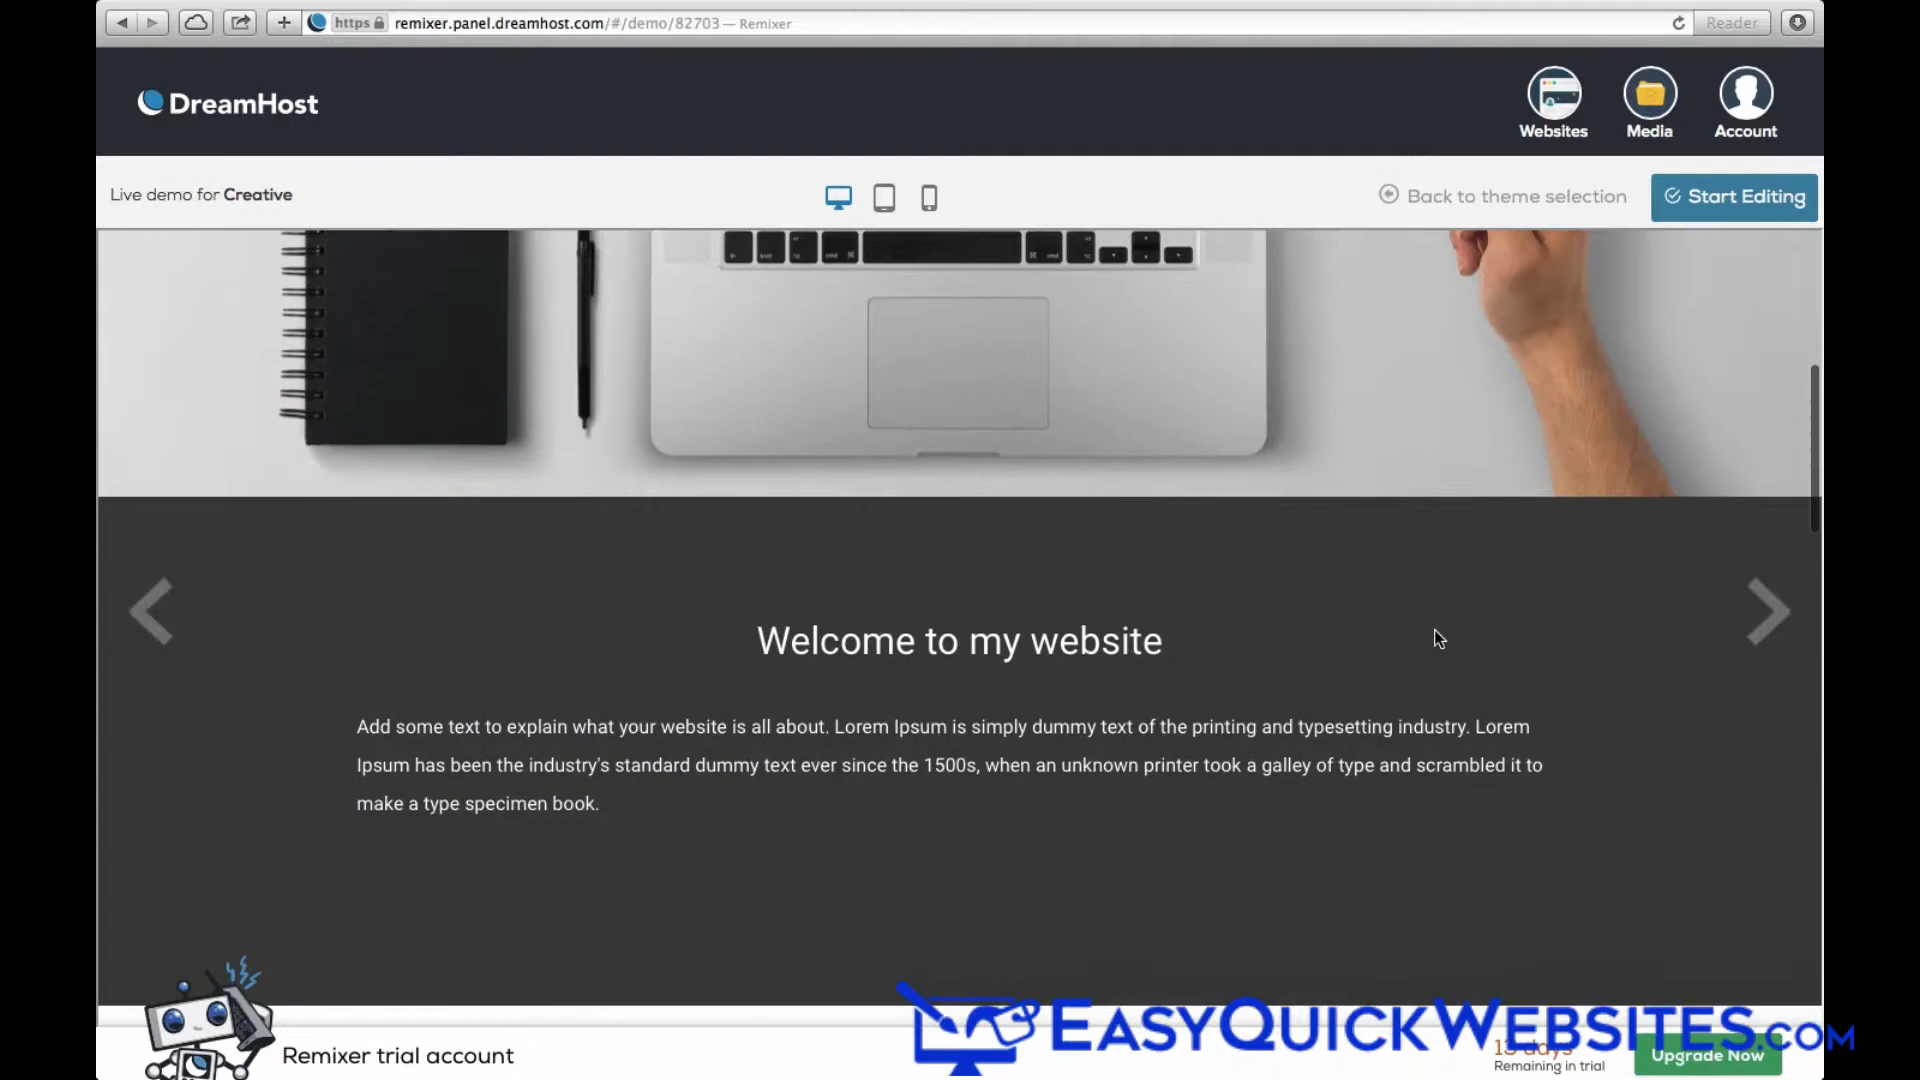 https remixer.panel.dreamhost.com/#/demo/82703 — Remixer
Reader
DreamHost
Websites
Media
Account
Live demo for Creative
Back to theme selection
Start Editing
cmd
cmd
Welcome to my website
Add some text to explain what your website is all about. Lorem Ipsum is simply dummy text of the printing and typesetting industry. Lorem
Ipsum has been the industry's standard dummy text ever since the 1500s, when an unknown printer took a galley of type and scrambled it to
make a type specimen book.
Remixer trial account
EASYQUICKWEBSITES.COM
13 days
Remaining in trial
Upgrade Now